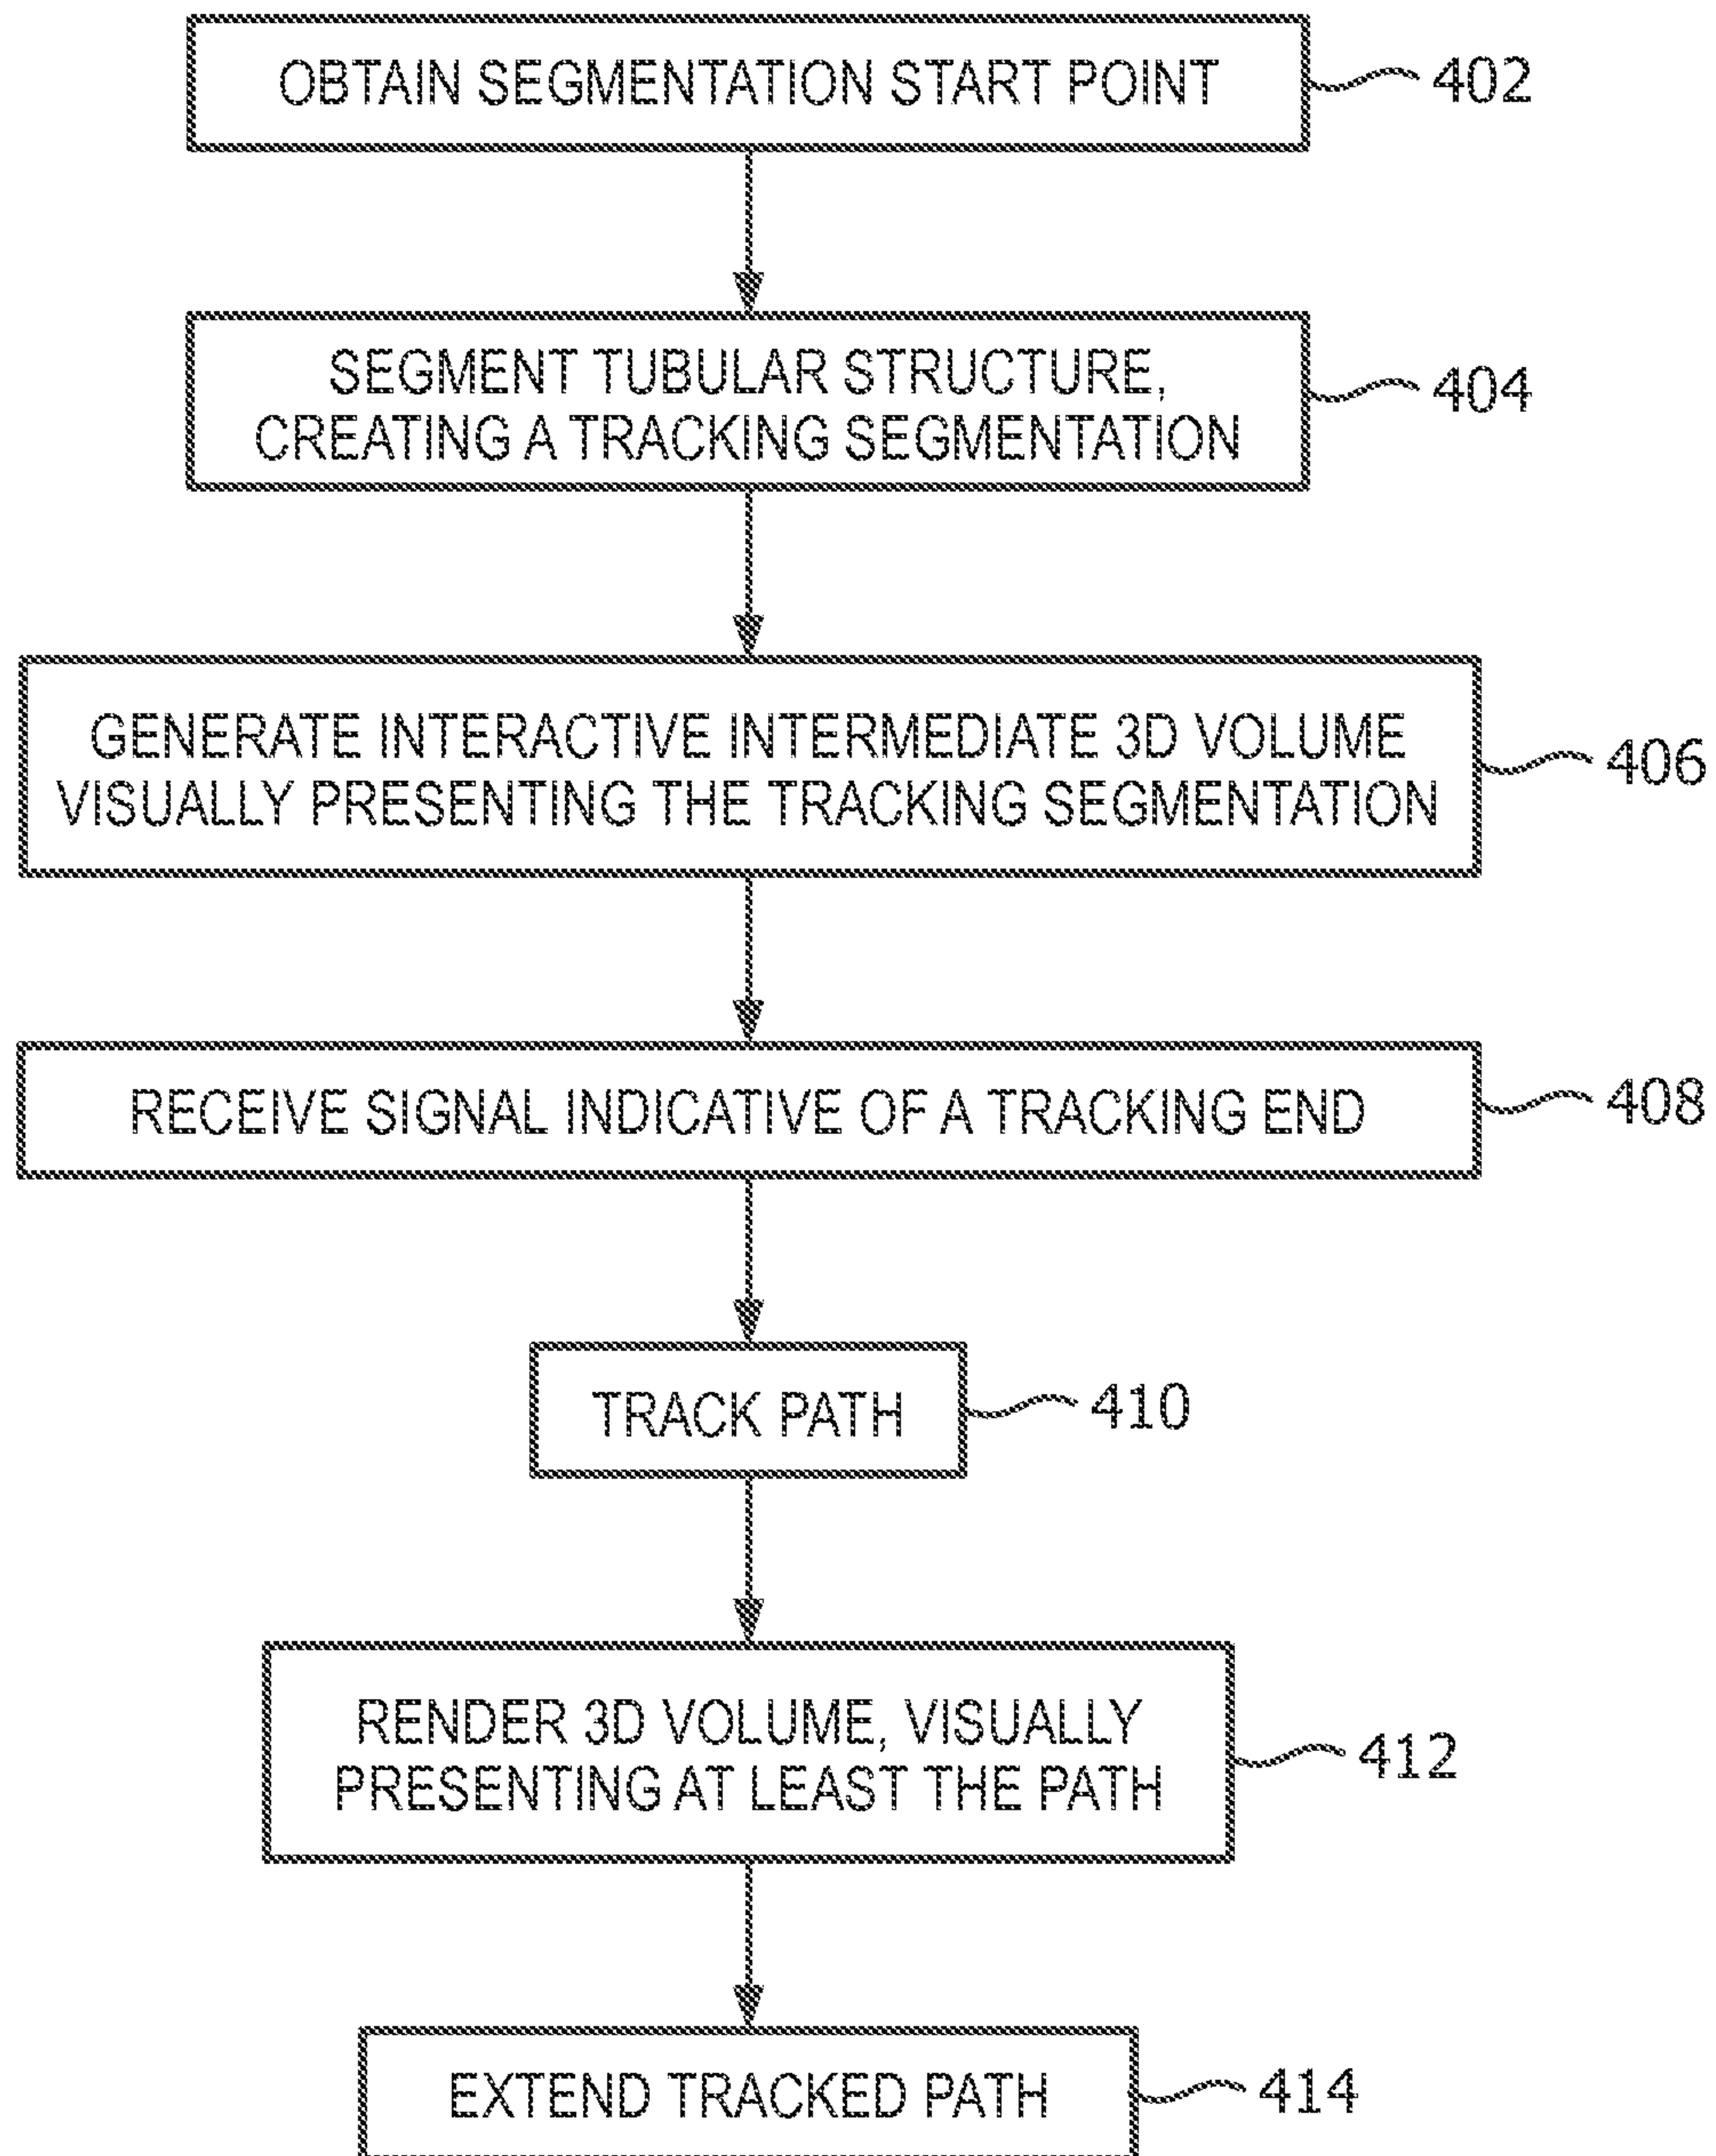 OBTAIN SEGMENTATION START POINT
402
SEGMENT TUBULAR STRUCTURE,
CREATING A TRACKING SEGMENTATION
404
GENERATE INTERACTIVE INTERMEDIATE 3D VOLUME
VISUALLY PRESENTING THE TRACKING SEGMENTATION
406
RECEIVE SIGNAL INDICATIVE OF A TRACKING END
408
TRACK PATH
410
RENDER 3D VOLUME, VISUALLY
PRESENTING AT LEAST THE PATH
412
EXTEND TRACKED PATH
414